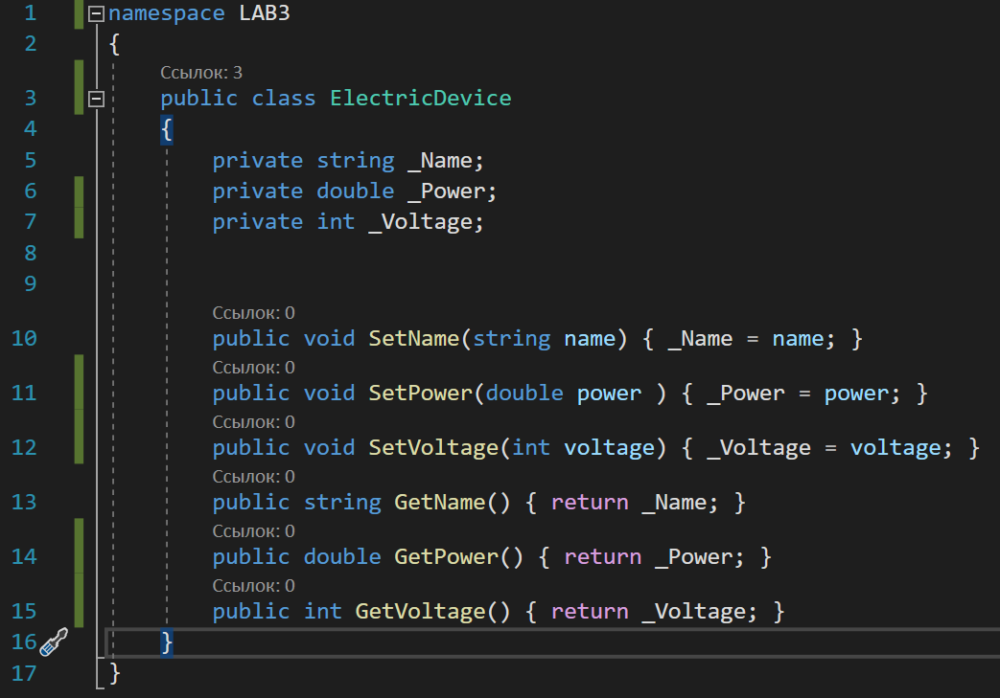 1 namespace LAB3
2 {
Ссылок: 3
3 public class ElectricDevice
4 {
5 private string _Name;
6 private double _Power;
7 private int _Voltage;
8
9
Ссылок: 0
10 public void SetName(string name) { _Name = name; }
Ссылок: 0
11 public void SetPower(double power ) { _Power = power; }
Ссылок: 0
12 public void SetVoltage(int voltage) { _Voltage = voltage; }
Ссылок: 0
13 public string GetName() { return _Name; }
Ссылок: 0
14 public double GetPower() { return _Power; }
Ссылок: 0
15 public int GetVoltage() { return _Voltage; }
16 }
17 }